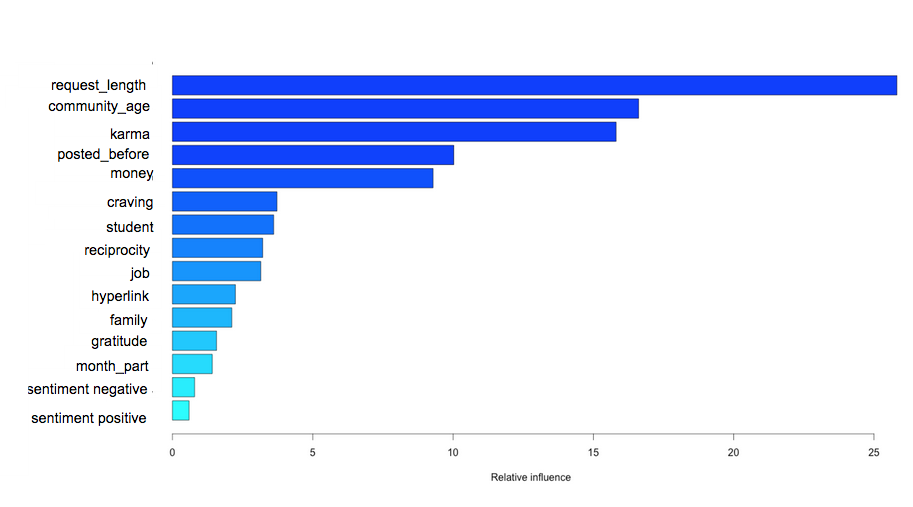 request_length
community_age
karma
posted_before
money
craving
student
reciprocity
job
hyperlink
family
gratitude
month_part
sentiment negative
sentiment positive
0 5 10 15 20 25
Relative influence